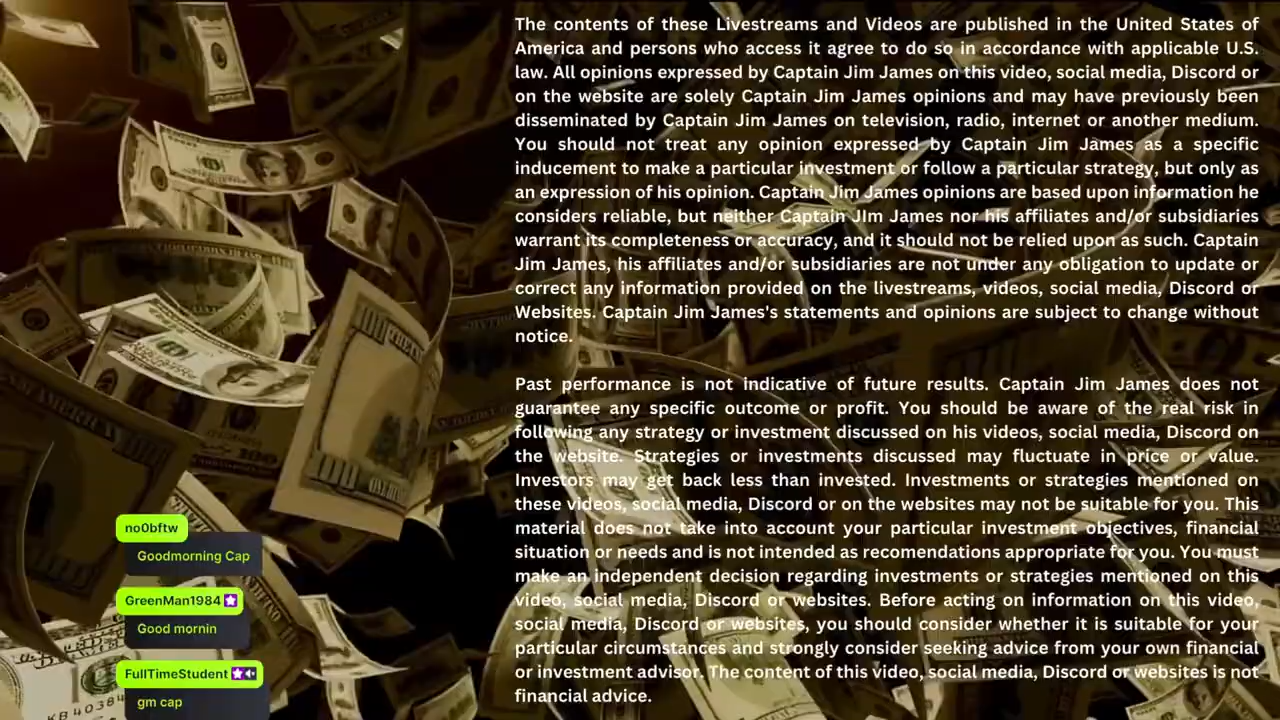 The contents of these Livestreams and Videos are published in the United States of
America and persons who access it agree to do so in accordance with applicable U.S.
law. All opinions expressed by Captain Jim James on this video, social media, Discord or
on the website are solely Captain Jim James opinions and may have previously been
disseminated by Captain Jim James on television, radio, internet or another medium.
You should not treat any opinion expressed by Captain Jim James as a specific
inducement to make a particular investment or follow a particular strategy, but only as
an expression of his opinion. Captain Jim James opinions are based upon information he
considers reliable, but neither Captain JIm James nor his affiliates and/or subsidiaries
warrant its completeness or accuracy, and it should not be relied upon as such. Captain
Jim James, his affiliates and/or subsidiaries are not under any obligation to update or
correct any information provided on the livestreams, videos, social media, Discord or
Websites. Captain Jim James's statements and opinions are subject to change without
notice.
Past performance is not indicative of future results. Captain Jim James does not
guarantee any specific outcome or profit. You should be aware of the real risk in
following any strategy or investment discussed on his videos, social media, Discord on
the website. Strategies or investments discussed may fluctuate in price or value.
Investors may get back less than invested. Investments or strategies mentioned on
these videos, social media, Discord or on the websites may not be suitable for you. This
material does not take into account your particular investment objectives, financial
situation or needs and is not intended as recomendations appropriate for you. You must
make an independent decision regarding investments or strategies mentioned on this
video, social media, Discord or websites. Before acting on information on this video,
social media, Discord or websites, you should consider whether it is suitable for your
particular circumstances and strongly consider seeking advice from your own financial
or investment advisor. The content of this video, social media, Discord or websites is not
financial advice.
no0bftw
Goodmorning Cap
GreenMan1984
Good mornin
FullTimeStudent
gm cap